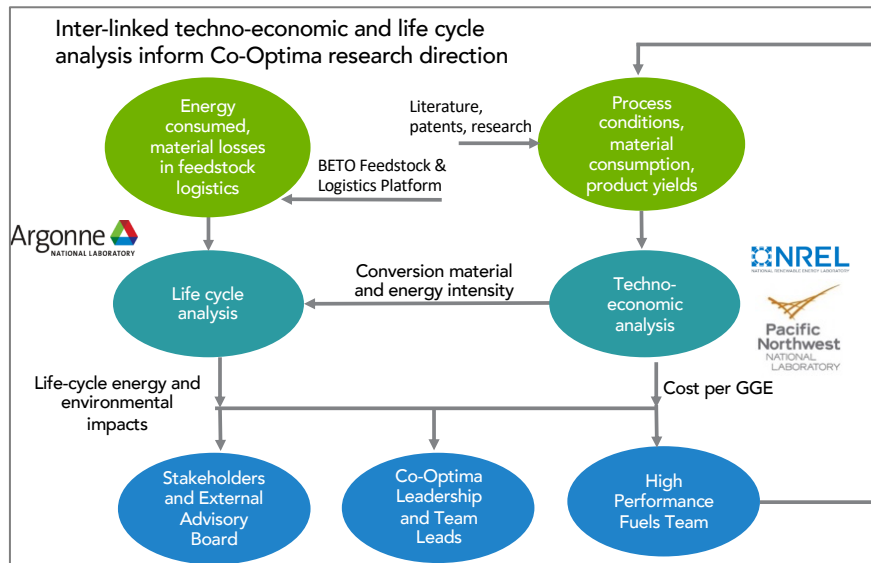 Inter-linked techno-economic and life cycle
analysis inform Co-Optima research direction
Energy
consumed,
material losses
in feedstock
logistics
Literature,
patents, research
BETO Feedstock &
Logistics Platform
Process
conditions,
material
consumption,
product yields
Argonne
NATIONAL LABORATORY
Life cycle
analysis
Conversion material
and energy intensity
Techno-
economic
analysis
NREL
NATIONAL RENEWABLE ENERGY LABORATORY
Pacific
Northwest
NATIONAL
LABORATORY
Life-cycle energy and
environmental
impacts
Cost per GGE
Stakeholders
and External
Advisory
Board
Co-Optima
Leadership
and Team
Leads
High
Performance
Fuels Team